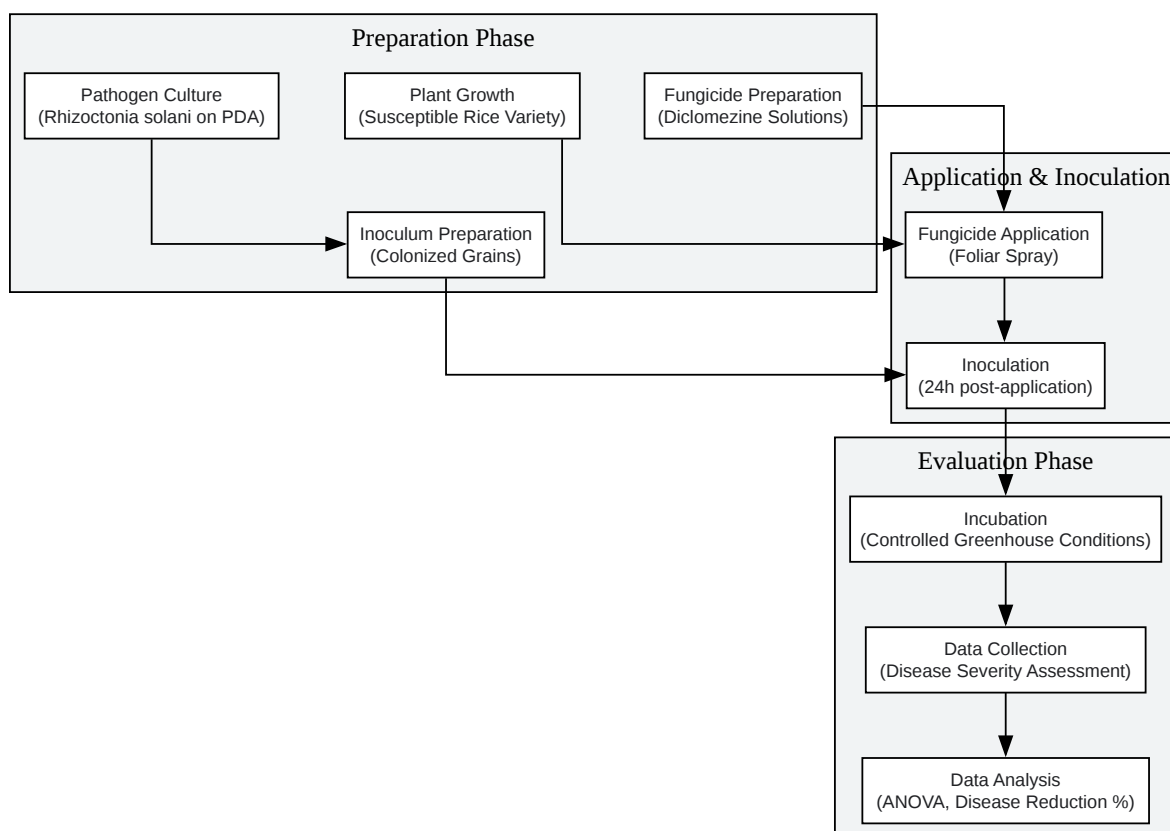 Preparation Phase
Pathogen Culture
(Rhizoctonia solani on PDA)
Plant Growth
(Susceptible Rice Variety)
Fungicide Preparation
(Diclomezine Solutions)
Inoculum Preparation
(Colonized Grains)
Application & Inoculation
Fungicide Application
(Foliar Spray)
Inoculation
(24h post-application)
Evaluation Phase
Incubation
(Controlled Greenhouse Conditions)
Data Collection
(Disease Severity Assessment)
Data Analysis
(ANOVA, Disease Reduction %)